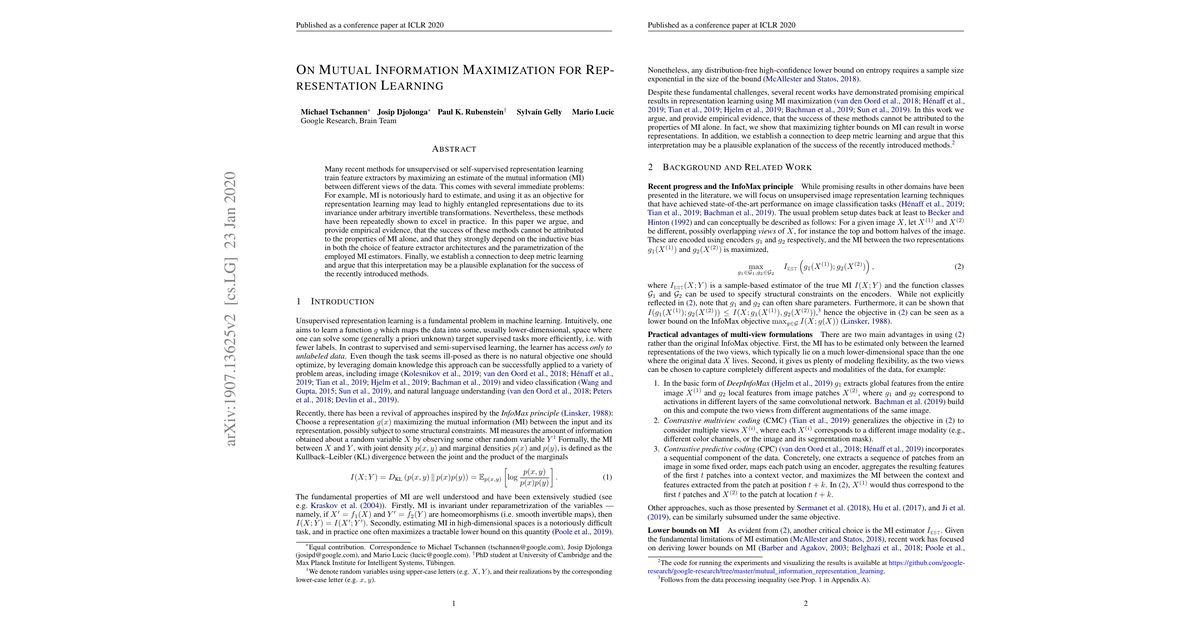 arXiv:1907.13625v2 [cs.LG] 23 Jan 2020
Published as a conference paper at ICLR 2020
ON MUTUAL INFORMATION MAXIMIZATION FOR REP-
RESENTATION LEARNING
Michael Tschannen* Josip Djolonga* Paul K. Rubenstein† Sylvain Gelly Mario Lucic
Google Research, Brain Team
ABSTRACT
Many recent methods for unsupervised or self-supervised representation learning
train feature extractors by maximizing an estimate of the mutual information (MI)
between different views of the data. This comes with several immediate problems:
For example, MI is notoriously hard to estimate, and using it as an objective for
representation learning may lead to highly entangled representations due to its
invariance under arbitrary invertible transformations. Nevertheless, these methods
have been repeatedly shown to excel in practice. In this paper we argue, and
provide empirical evidence, that the success of these methods cannot be attributed
to the properties of MI alone, and that they strongly depend on the inductive bias
in both the choice of feature extractor architectures and the parametrization of the
employed MI estimators. Finally, we establish a connection to deep metric learning
and argue that this interpretation may be a plausible explanation for the success of
the recently introduced methods.
1 INTRODUCTION
Unsupervised representation learning is a fundamental problem in machine learning. Intuitively, one
aims to learn a function g which maps the data into some, usually lower-dimensional, space where
one can solve some (generally a priori unknown) target supervised tasks more efficiently, i.e. with
fewer labels. In contrast to supervised and semi-supervised learning, the learner has access only to
unlabeled data. Even though the task seems ill-posed as there is no natural objective one should
optimize, by leveraging domain knowledge this approach can be successfully applied to a variety of
problem areas, including image (Kolesnikov et al., 2019; van den Oord et al., 2018; Hénaff et al.,
2019; Tian et al., 2019; Hjelm et al., 2019; Bachman et al., 2019) and video classification (Wang and
Gupta, 2015; Sun et al., 2019), and natural language understanding (van den Oord et al., 2018; Peters
et al., 2018; Devlin et al., 2019).
Recently, there has been a revival of approaches inspired by the InfoMax principle (Linsker, 1988):
Choose a representation g(x) maximizing the mutual information (MI) between the input and its
representation, possibly subject to some structural constraints. MI measures the amount of information
obtained about a random variable X by observing some other random variable Y.¹ Formally, the MI
between X and Y, with joint density p(x, y) and marginal densities p(x) and p(y), is defined as the
Kullback–Leibler (KL) divergence between the joint and the product of the marginals
I(X; Y) = D_KL (p(x, y) ∥ p(x)p(y)) = E_p(x,y) [log p(x, y) / p(x)p(y)]. (1)
The fundamental properties of MI are well understood and have been extensively studied (see
e.g. Kraskov et al. (2004)). Firstly, MI is invariant under reparametrization of the variables —
namely, if X′ = f₁(X) and Y′ = f₂(Y) are homeomorphisms (i.e. smooth invertible maps), then
I(X; Y) = I(X′; Y′). Secondly, estimating MI in high-dimensional spaces is a notoriously difficult
task, and in practice one often maximizes a tractable lower bound on this quantity (Poole et al., 2019).
*Equal contribution. Correspondence to Michael Tschannen (tschannen@google.com), Josip Djolonga
(josipd@google.com), and Mario Lucic (lucic@google.com). †PhD student at University of Cambridge and the
Max Planck Institute for Intelligent Systems, Tübingen.
¹We denote random variables using upper-case letters (e.g. X, Y), and their realizations by the corresponding
lower-case letter (e.g. x, y).
1
Published as a conference paper at ICLR 2020
Nonetheless, any distribution-free high-confidence lower bound on entropy requires a sample size
exponential in the size of the bound (McAllester and Statos, 2018).
Despite these fundamental challenges, several recent works have demonstrated promising empirical
results in representation learning using MI maximization (van den Oord et al., 2018; Hénaff et al.,
2019; Tian et al., 2019; Hjelm et al., 2019; Bachman et al., 2019; Sun et al., 2019). In this work we
argue, and provide empirical evidence, that the success of these methods cannot be attributed to the
properties of MI alone. In fact, we show that maximizing tighter bounds on MI can result in worse
representations. In addition, we establish a connection to deep metric learning and argue that this
interpretation may be a plausible explanation of the success of the recently introduced methods.²
2 BACKGROUND AND RELATED WORK
Recent progress and the InfoMax principle While promising results in other domains have been
presented in the literature, we will focus on unsupervised image representation learning techniques
that have achieved state-of-the-art performance on image classification tasks (Hénaff et al., 2019;
Tian et al., 2019; Bachman et al., 2019). The usual problem setup dates back at least to Becker and
Hinton (1992) and can conceptually be described as follows: For a given image X, let X⁽¹⁾ and X⁽²⁾
be different, possibly overlapping views of X, for instance the top and bottom halves of the image.
These are encoded using encoders g₁ and g₂ respectively, and the MI between the two representations
g₁(X⁽¹⁾) and g₂(X⁽²⁾) is maximized,
max g₁∈G₁,g₂∈G₂ I_EST (g₁(X⁽¹⁾); g₂(X⁽²⁾)), (2)
where I_EST(X; Y) is a sample-based estimator of the true MI I(X; Y) and the function classes
G₁ and G₂ can be used to specify structural constraints on the encoders. While not explicitly
reflected in (2), note that g₁ and g₂ can often share parameters. Furthermore, it can be shown that
I(g₁(X⁽¹⁾); g₂(X⁽²⁾)) ≤ I(X; g₁(X⁽¹⁾), g₂(X⁽²⁾)),³ hence the objective in (2) can be seen as a
lower bound on the InfoMax objective max_g∈G I(X; g(X)) (Linsker, 1988).
Practical advantages of multi-view formulations There are two main advantages in using (2)
rather than the original InfoMax objective. First, the MI has to be estimated only between the learned
representations of the two views, which typically lie on a much lower-dimensional space than the one
where the original data X lives. Second, it gives us plenty of modeling flexibility, as the two views
can be chosen to capture completely different aspects and modalities of the data, for example:
1. In the basic form of DeepInfoMax (Hjelm et al., 2019) g₁ extracts global features from the entire
image X⁽¹⁾ and g₂ local features from image patches X⁽²⁾, where g₁ and g₂ correspond to
activations in different layers of the same convolutional network. Bachman et al. (2019) build
on this and compute the two views from different augmentations of the same image.
2. Contrastive multiview coding (CMC) (Tian et al., 2019) generalizes the objective in (2) to
consider multiple views X⁽ⁱ⁾, where each X⁽ⁱ⁾ corresponds to a different image modality (e.g.,
different color channels, or the image and its segmentation mask).
3. Contrastive predictive coding (CPC) (van den Oord et al., 2018; Hénaff et al., 2019) incorporates
a sequential component of the data. Concretely, one extracts a sequence of patches from an
image in some fixed order, maps each patch using an encoder, aggregates the resulting features
of the first t patches into a context vector, and maximizes the MI between the context and
features extracted from the patch at position t + k. In (2), X⁽¹⁾ would thus correspond to the
first t patches and X⁽²⁾ to the patch at location t + k.
Other approaches, such as those presented by Sermanet et al. (2018), Hu et al. (2017), and Ji et al.
(2019), can be similarly subsumed under the same objective.
Lower bounds on MI As evident from (2), another critical choice is the MI estimator I_EST. Given
the fundamental limitations of MI estimation (McAllester and Statos, 2018), recent work has focused
on deriving lower bounds on MI (Barber and Agakov, 2003; Belghazi et al., 2018; Poole et al.,
²The code for running the experiments and visualizing the results is available at https://github.com/google-
research/google-research/tree/master/mutual_information_representation_learning.
³Follows from the data processing inequality (see Prop. 1 in Appendix A).
2